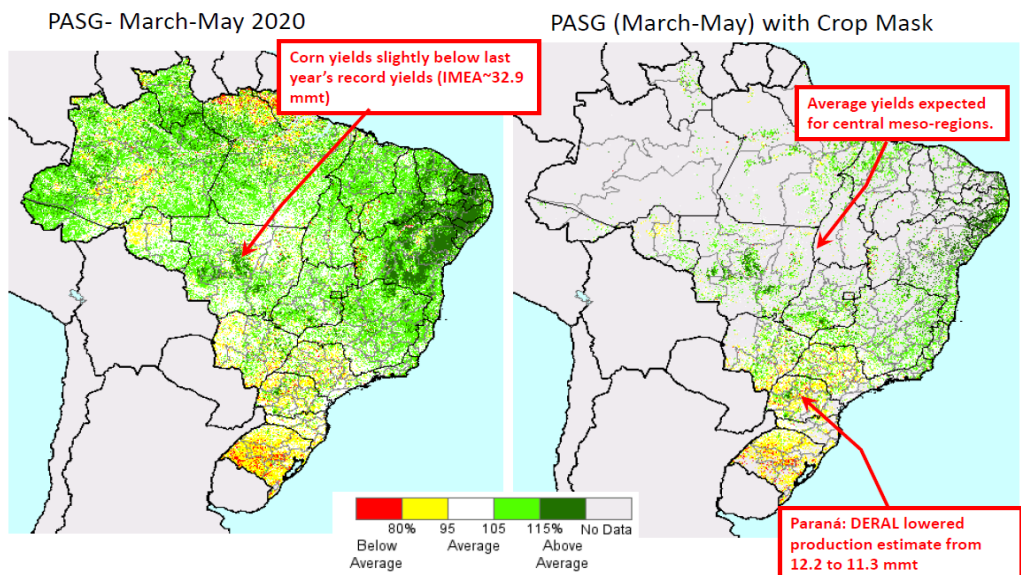 PASG- March-May 2020
PASG (March-May) with Crop Mask
Corn yields slightly below last
year's record yields (IMEA~32.9
mmt)
Average yields expected
for central meso-regions.
80% 95 105 115% No Data
Below
Average
Average
Above
Average
Paraná: DERAL lowered
production estimate from
12.2 to 11.3 mmt